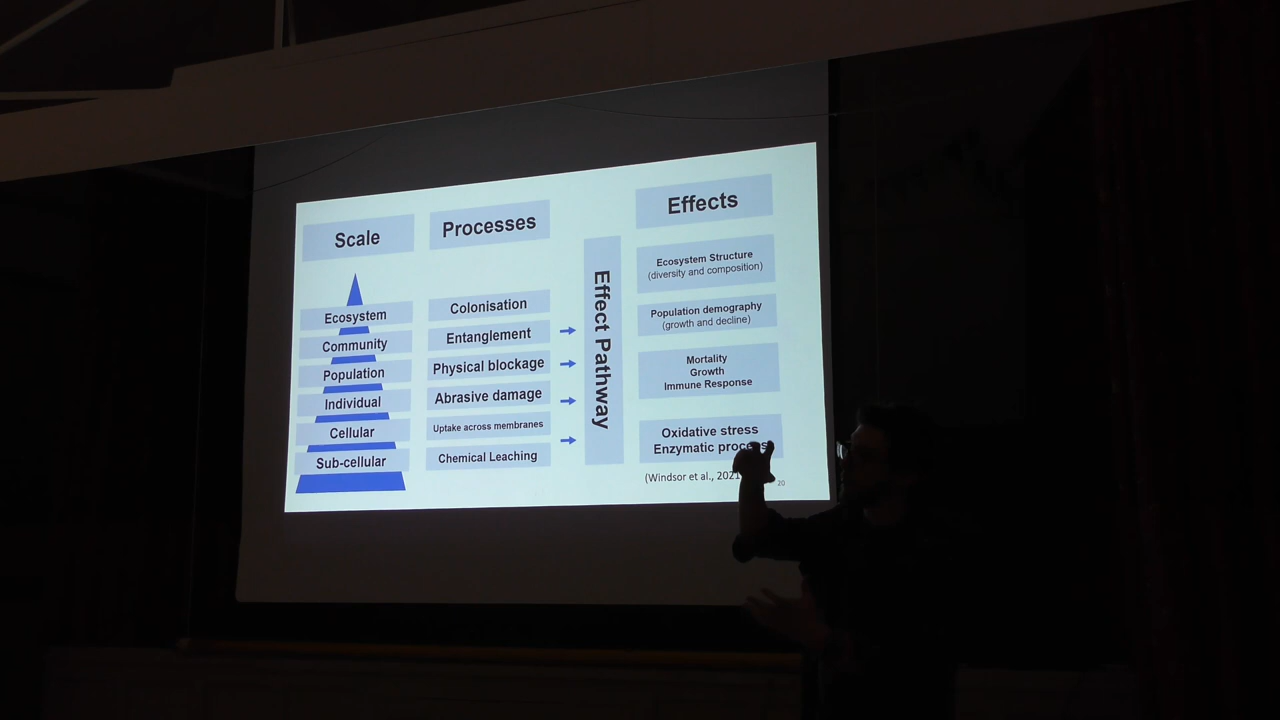 Scale
Ecosystem
Community
Population
Individual
Cellular
Sub-cellular
Processes
Colonisation
Entanglement
Physical blockage
Abrasive damage
Uptake across membranes
Chemical Leaching
Effect Pathway
Effects
Ecosystem Structure
(diversity and composition)
Population demography
(growth and decline)
Mortality
Growth
Immune Response
Oxidative stress
Enzymatic
(Windsor et al.,
20